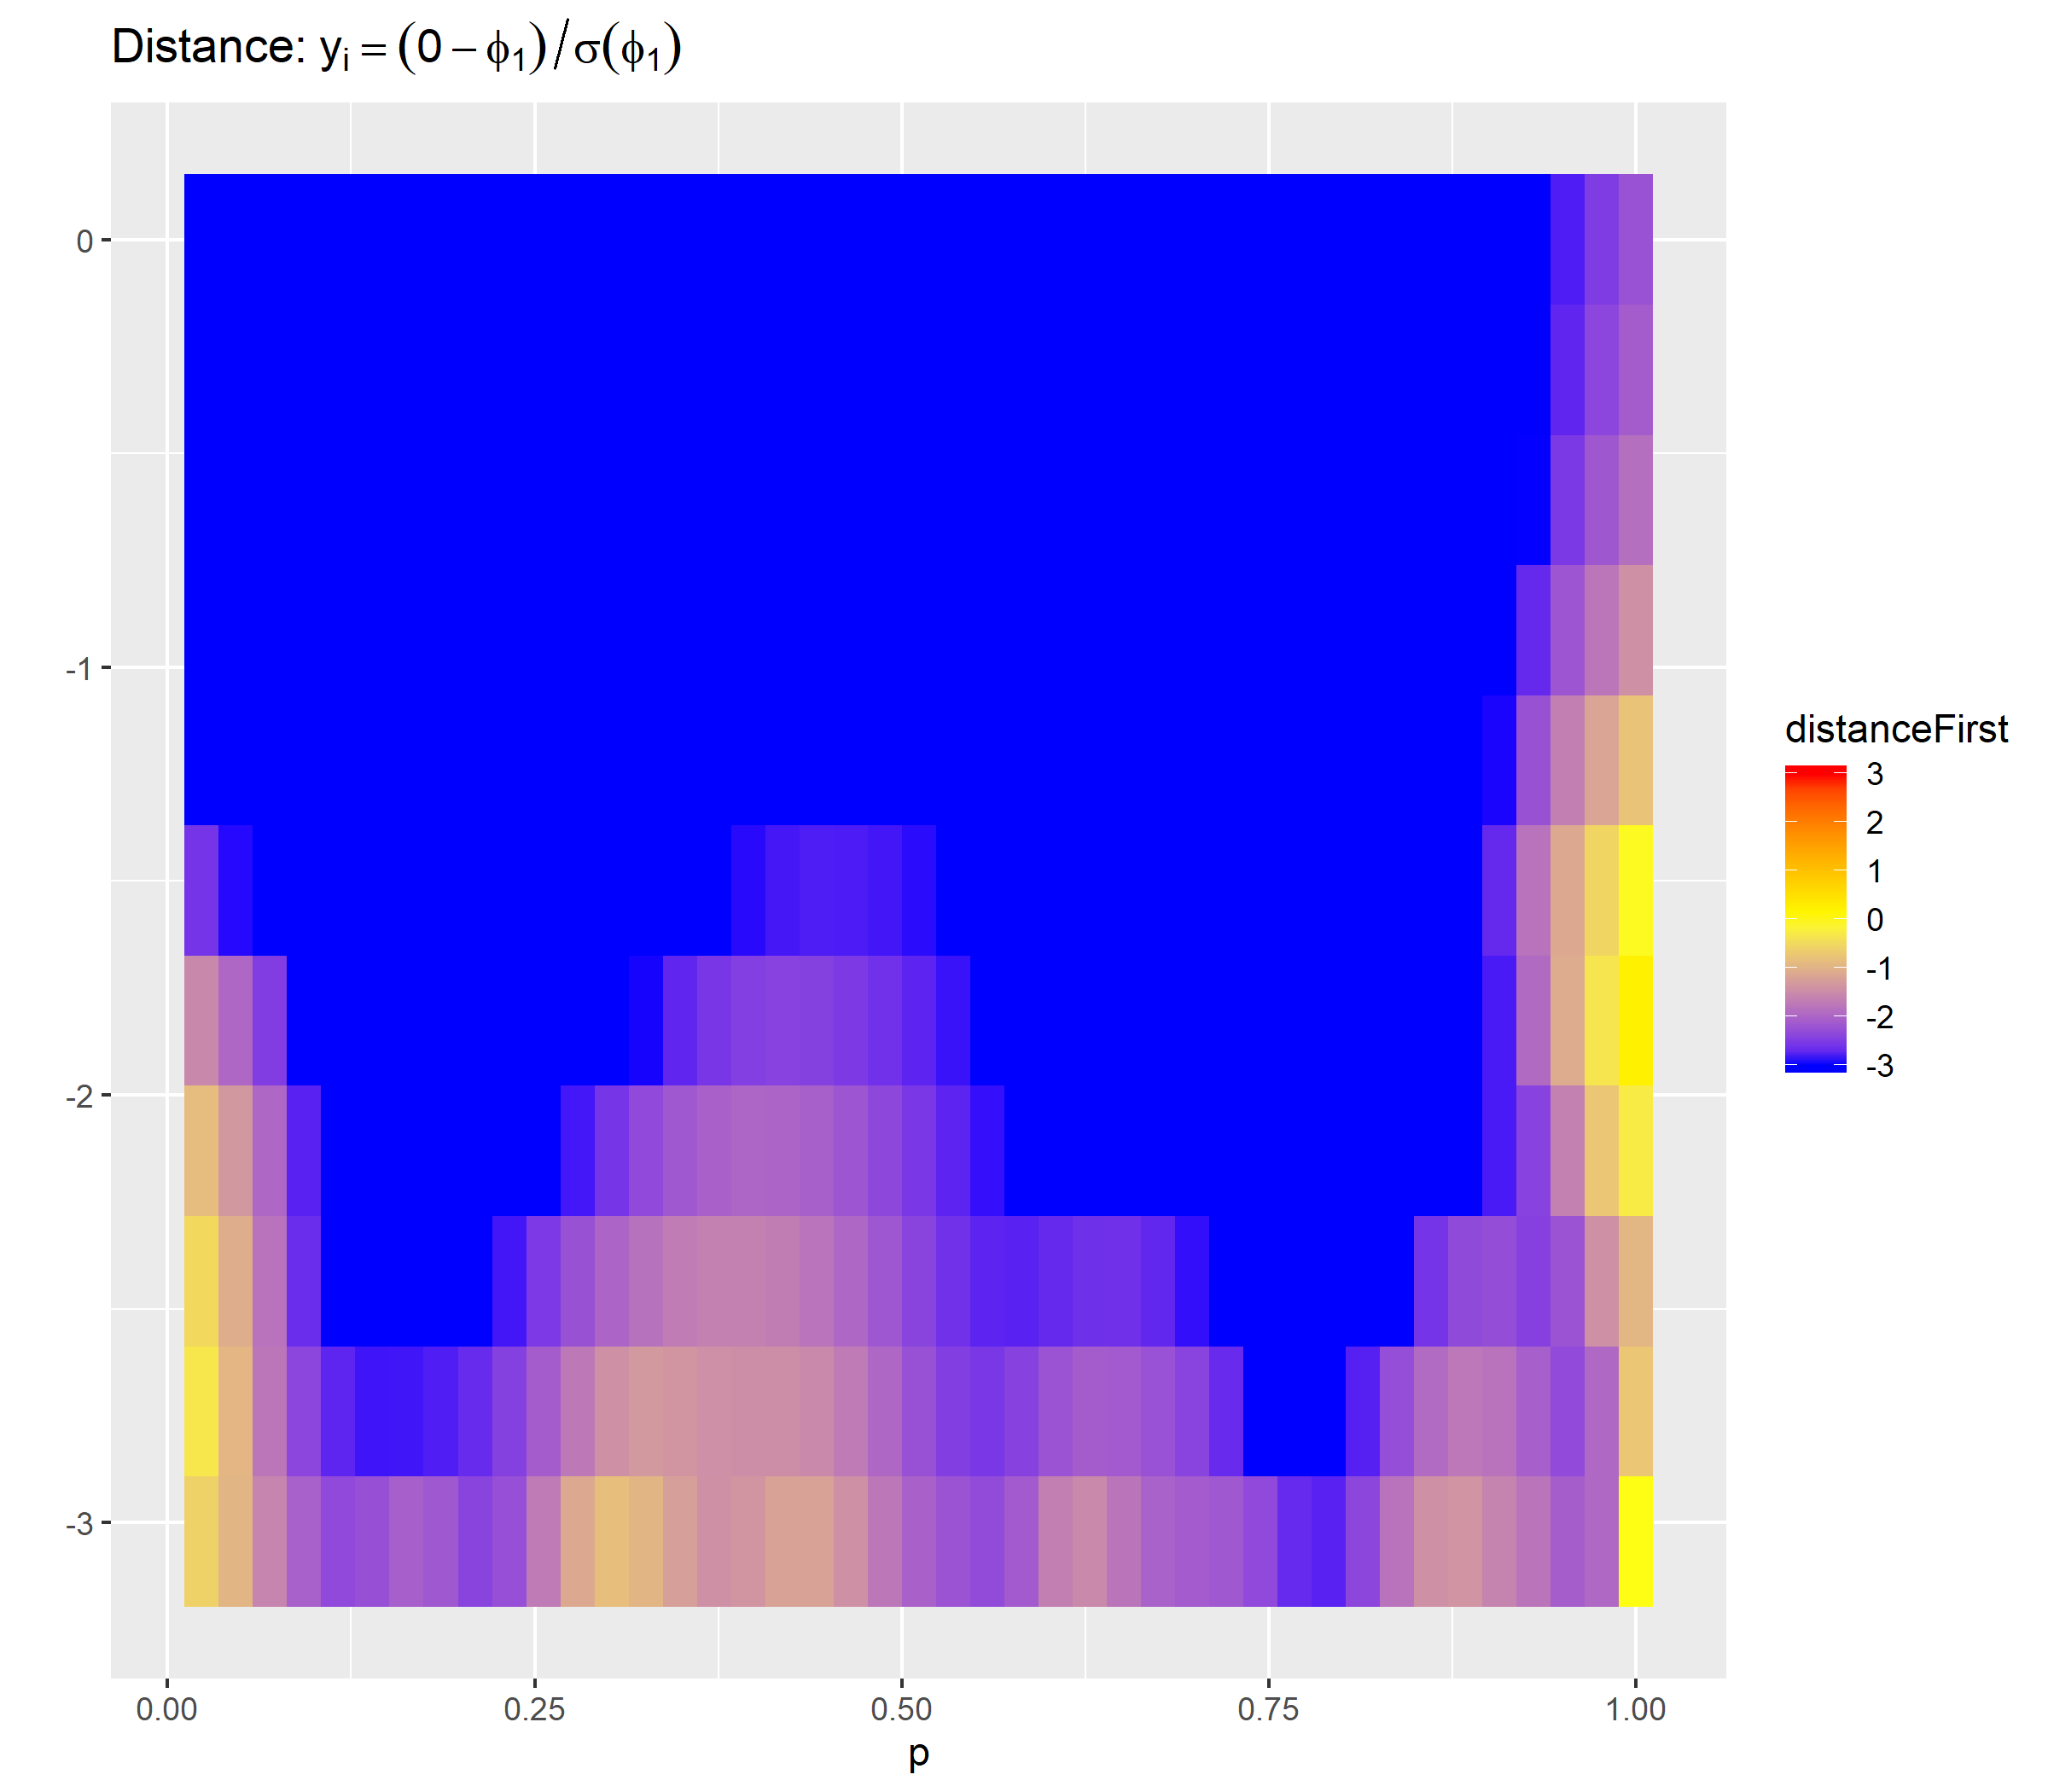 Distance: yᵢ = (0 − ϕ₁)/σ(ϕ₁)
0
-1
-2
-3
0.00 0.25 0.50 0.75 1.00
p
distanceFirst
3
2
1
0
-1
-2
-3